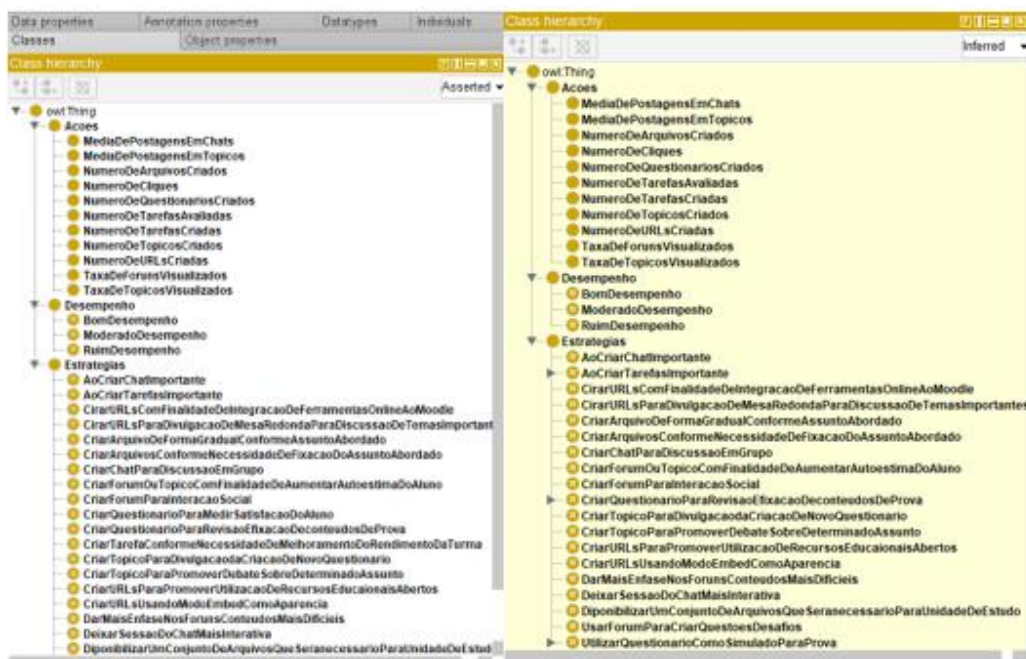 Data properties Annotation properties Datatypes Individuals
Classes Object properties
Class hierarchy
Asserted
owl:Thing
Acoes
MediaDePostagensEmChats
MediaDePostagensEmTopicos
NumeroDeArquivosCriados
NumeroDeCliques
NumeroDeQuestionariosCriados
NumeroDeTarefasAvaliadas
NumeroDeTarefasCriadas
NumeroDeTopicosCriados
NumeroDeURLsCriadas
TaxaDeForunsVisualizados
TaxaDeTopicosVisualizados
Desempenho
BomDesempenho
ModeradoDesempenho
RuimDesempenho
Estrategias
AoCriarChatImportante
AoCriarTarefasImportante
CirarURLsComFinalidadeDeIntegracaoDeFerramentasOnlineAoMoodle
CirarURLsParaDivulgacaoDeMesaRedondaParaDiscussaoDeTemasImportant
CriarArquivoDeFormaGradualConformeAssuntoAbordado
CriarArquivosConformeNecessidadeDeFixacaoDoAssuntoAbordado
CriarChatParaDiscussaoEmGrupo
CriarForumOuTopicoComFinalidadeDeAumentarAutoestimaDoAluno
CriarForumParaInteracaoSocial
CriarQuestionarioParaMedirSatisfacaoDoAluno
CriarQuestionarioParaRevisaoEfixacaoDeconteudosDeProva
CriarTarefaConformeNecessidadeDeMelhoramentoDoRendimentoDaTurma
CriarTopicoParaDivulgacaodaCriacaoDeNovoQuestionario
CriarTopicoParaPromoverDebateSobreDeterminadoAssunto
CriarURLsParaPromoverUtilizacaoDeRecursosEducaionaisAbertos
CriarURLsUsandoModoEmbedComoAparencia
DarMaisEnfaseNosForunsConteudosMaisDificieis
DeixarSessaoDoChatMaisInterativa
DiponibilizarUmConjuntoDeArquivosQueSeranecessarioParaUnidadeDeEstud
Class hierarchy
Inferred
owl:Thing
Acoes
MediaDePostagensEmChats
MediaDePostagensEmTopicos
NumeroDeArquivosCriados
NumeroDeCliques
NumeroDeQuestionariosCriados
NumeroDeTarefasAvaliadas
NumeroDeTarefasCriadas
NumeroDeTopicosCriados
NumeroDeURLsCriadas
TaxaDeForunsVisualizados
TaxaDeTopicosVisualizados
Desempenho
BomDesempenho
ModeradoDesempenho
RuimDesempenho
Estrategias
AoCriarChatImportante
AoCriarTarefasImportante
CirarURLsComFinalidadeDeIntegracaoDeFerramentasOnlineAoMoodle
CirarURLsParaDivulgacaoDeMesaRedondaParaDiscussaoDeTemasImportantes
CriarArquivoDeFormaGradualConformeAssuntoAbordado
CriarArquivosConformeNecessidadeDeFixacaoDoAssuntoAbordado
CriarChatParaDiscussaoEmGrupo
CriarForumOuTopicoComFinalidadeDeAumentarAutoestimaDoAluno
CriarForumParaInteracaoSocial
CriarQuestionarioParaRevisaoEfixacaoDeconteudosDeProva
CriarTopicoParaDivulgacaodaCriacaoDeNovoQuestionario
CriarTopicoParaPromoverDebateSobreDeterminadoAssunto
CriarURLsParaPromoverUtilizacaoDeRecursosEducaionaisAbertos
CriarURLsUsandoModoEmbedComoAparencia
DarMaisEnfaseNosForunsConteudosMaisDificieis
DeixarSessaoDoChatMaisInterativa
DiponibilizarUmConjuntoDeArquivosQueSeranecessarioParaUnidadeDeEstudo
UsarForumParaCriarQuestoesDesafios
UtilizarQuestionarioComoSimuladoParaProva